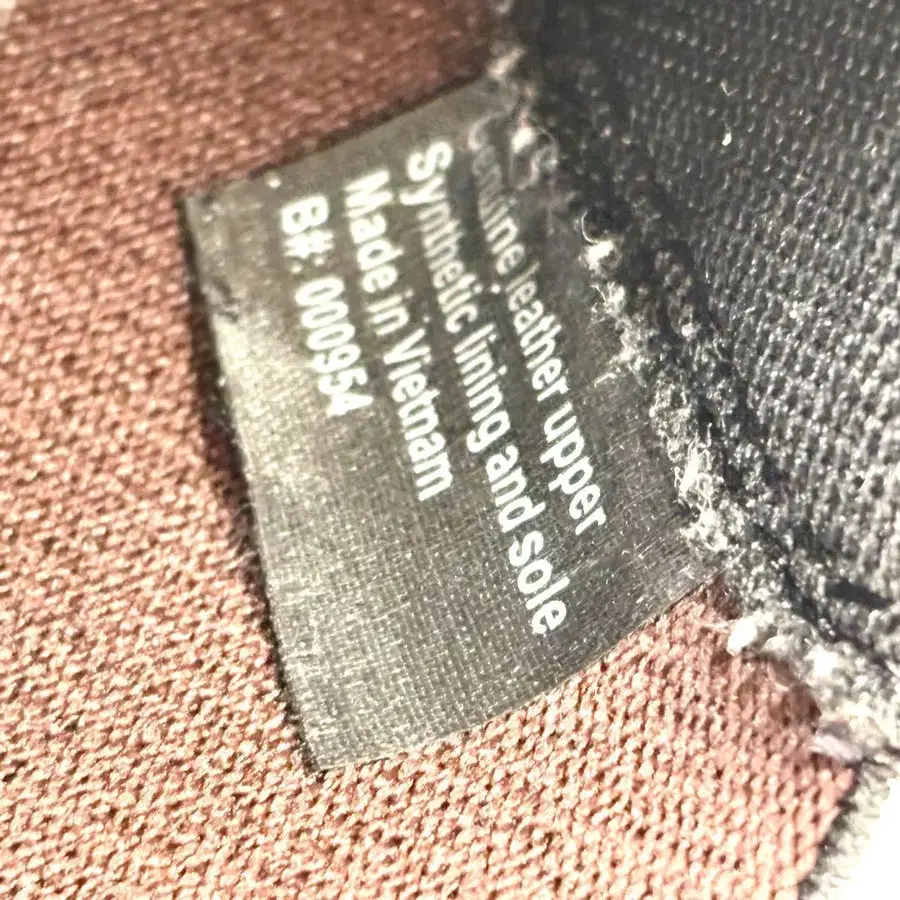 Genuine leather upper
Synthetic lining and sole
Made in Vietnam
B#: 000954